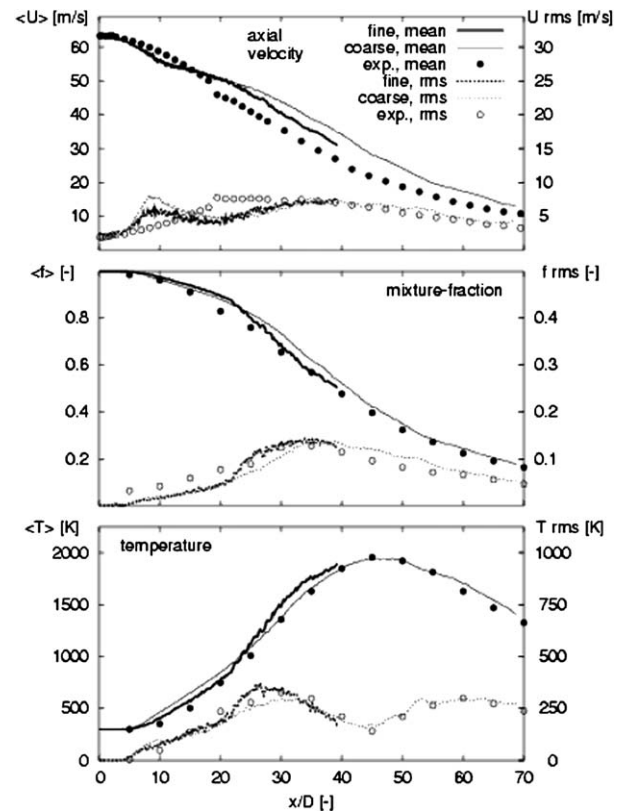 <U> [m/s] U rms [m/s]
axial
velocity
fine, mean
coarse, mean
exp., mean
fine, rms
coarse, rms
exp., rms
60
50
40
30
20
10
30
25
20
15
10
5
<f> [-] f rms [-]
mixture-fraction
0.8
0.6
0.4
0.2
0.4
0.3
0.2
0.1
<T> [K] T rms [K]
temperature
2000
1500
1000
500
0
1000
750
500
250
0
0 10 20 30 40 50 60 70
x/D [-]